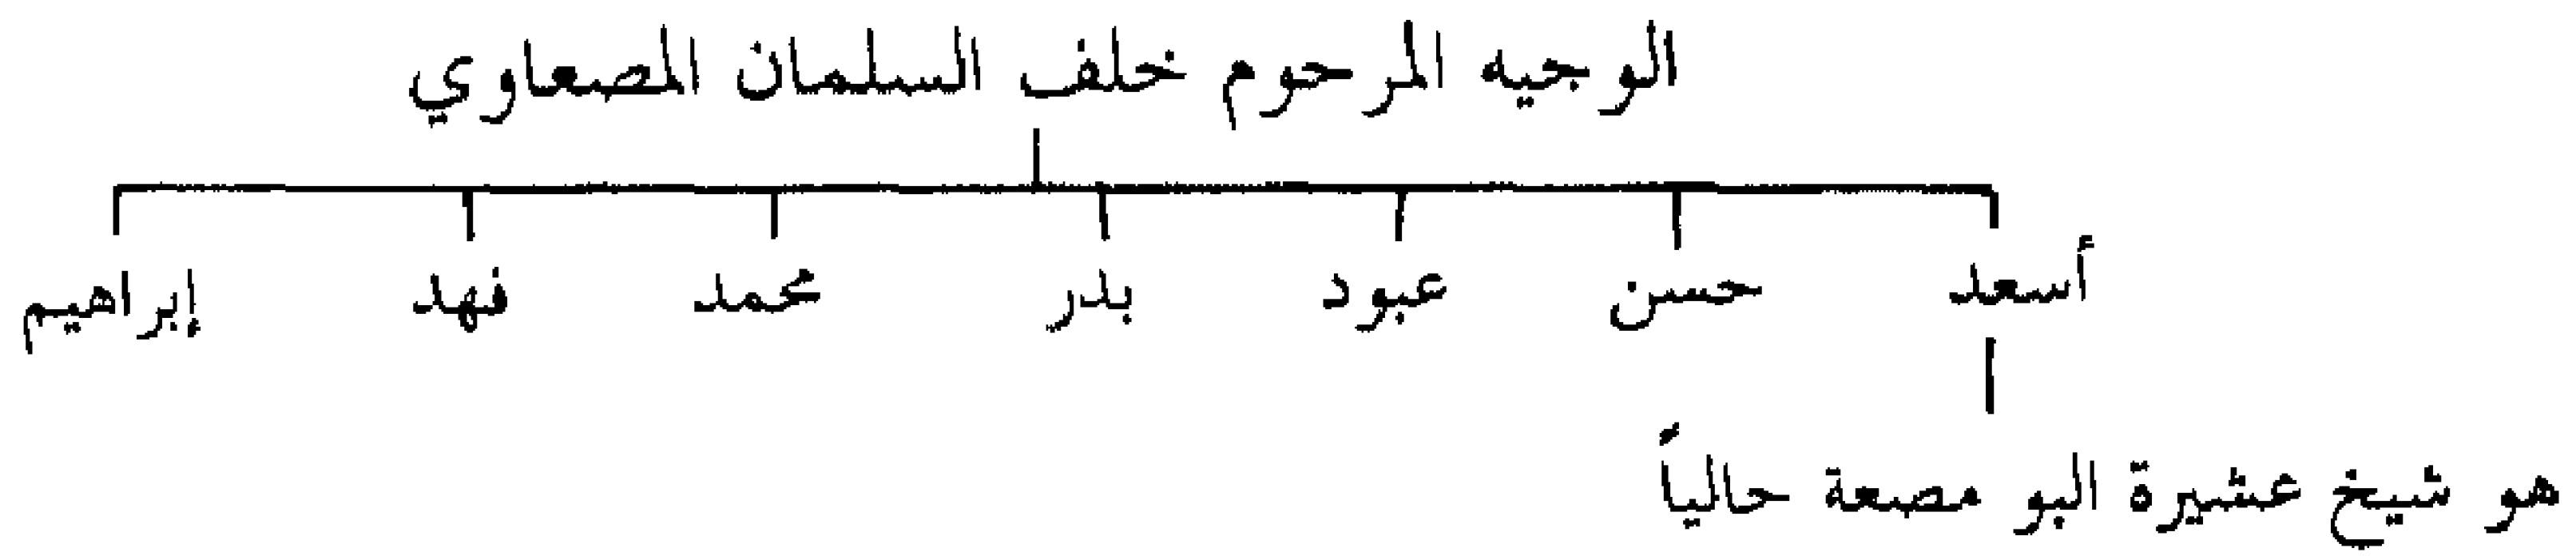 الوجيه المرحوم خلف السلمان المصعاوي
أسعد حسن عبود بدر محمد فهد إبراهيم
هو شيخ عشيرة البو مصعة حالياً